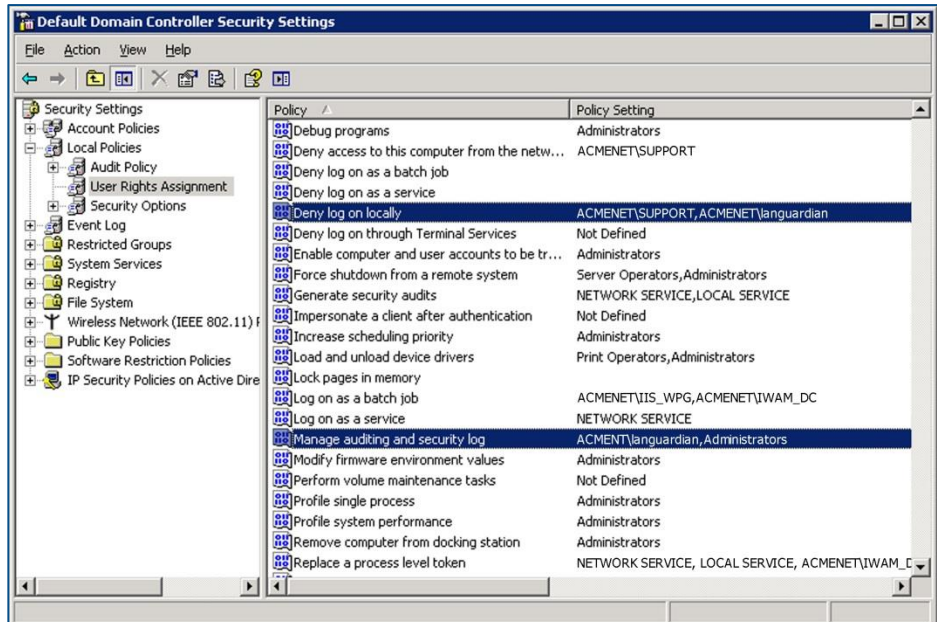 Default Domain Controller Security Settings
File Action View Help
Security Settings
Account Policies
Local Policies
Audit Policy
User Rights Assignment
Security Options
Event Log
Restricted Groups
System Services
Registry
File System
Wireless Network (IEEE 802.11) P
Public Key Policies
Software Restriction Policies
IP Security Policies on Active Dire
Policy Policy Setting
Debug programs Administrators
Deny access to this computer from the netw... ACMENET\SUPPORT
Deny log on as a batch job
Deny log on as a service
Deny log on locally ACMENET\SUPPORT,ACMENET\languardian
Deny log on through Terminal Services Not Defined
Enable computer and user accounts to be tr... Administrators
Force shutdown from a remote system Server Operators,Administrators
Generate security audits NETWORK SERVICE,LOCAL SERVICE
Impersonate a client after authentication Not Defined
Increase scheduling priority Administrators
Load and unload device drivers Print Operators,Administrators
Lock pages in memory
Log on as a batch job ACMENET\IIS_WPG,ACMENET\IWAM_DC
Log on as a service NETWORK SERVICE
Manage auditing and security log ACMENT\languardian,Administrators
Modify firmware environment values Administrators
Perform volume maintenance tasks Not Defined
Profile single process Administrators
Profile system performance Administrators
Remove computer from docking station Administrators
Replace a process level token NETWORK SERVICE, LOCAL SERVICE, ACMENET\IWAM_D